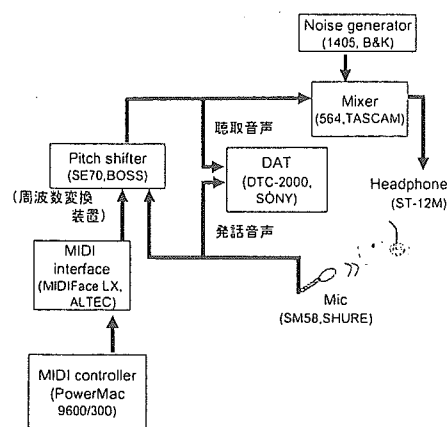 Noise generator
(1405, B&K)
Mixer
(564,TASCAM)
聴取音声
Pitch shifter
(SE70,BOSS)
DAT
(DTC-2000,
SONY)
Headphone
(ST-12M)
(周波数変換
装置)
発話音声
MIDI
interface
(MIDIFace LX,
ALTEC)
Mic
(SM58,SHURE)
MIDI controller
(PowerMac
9600/300)